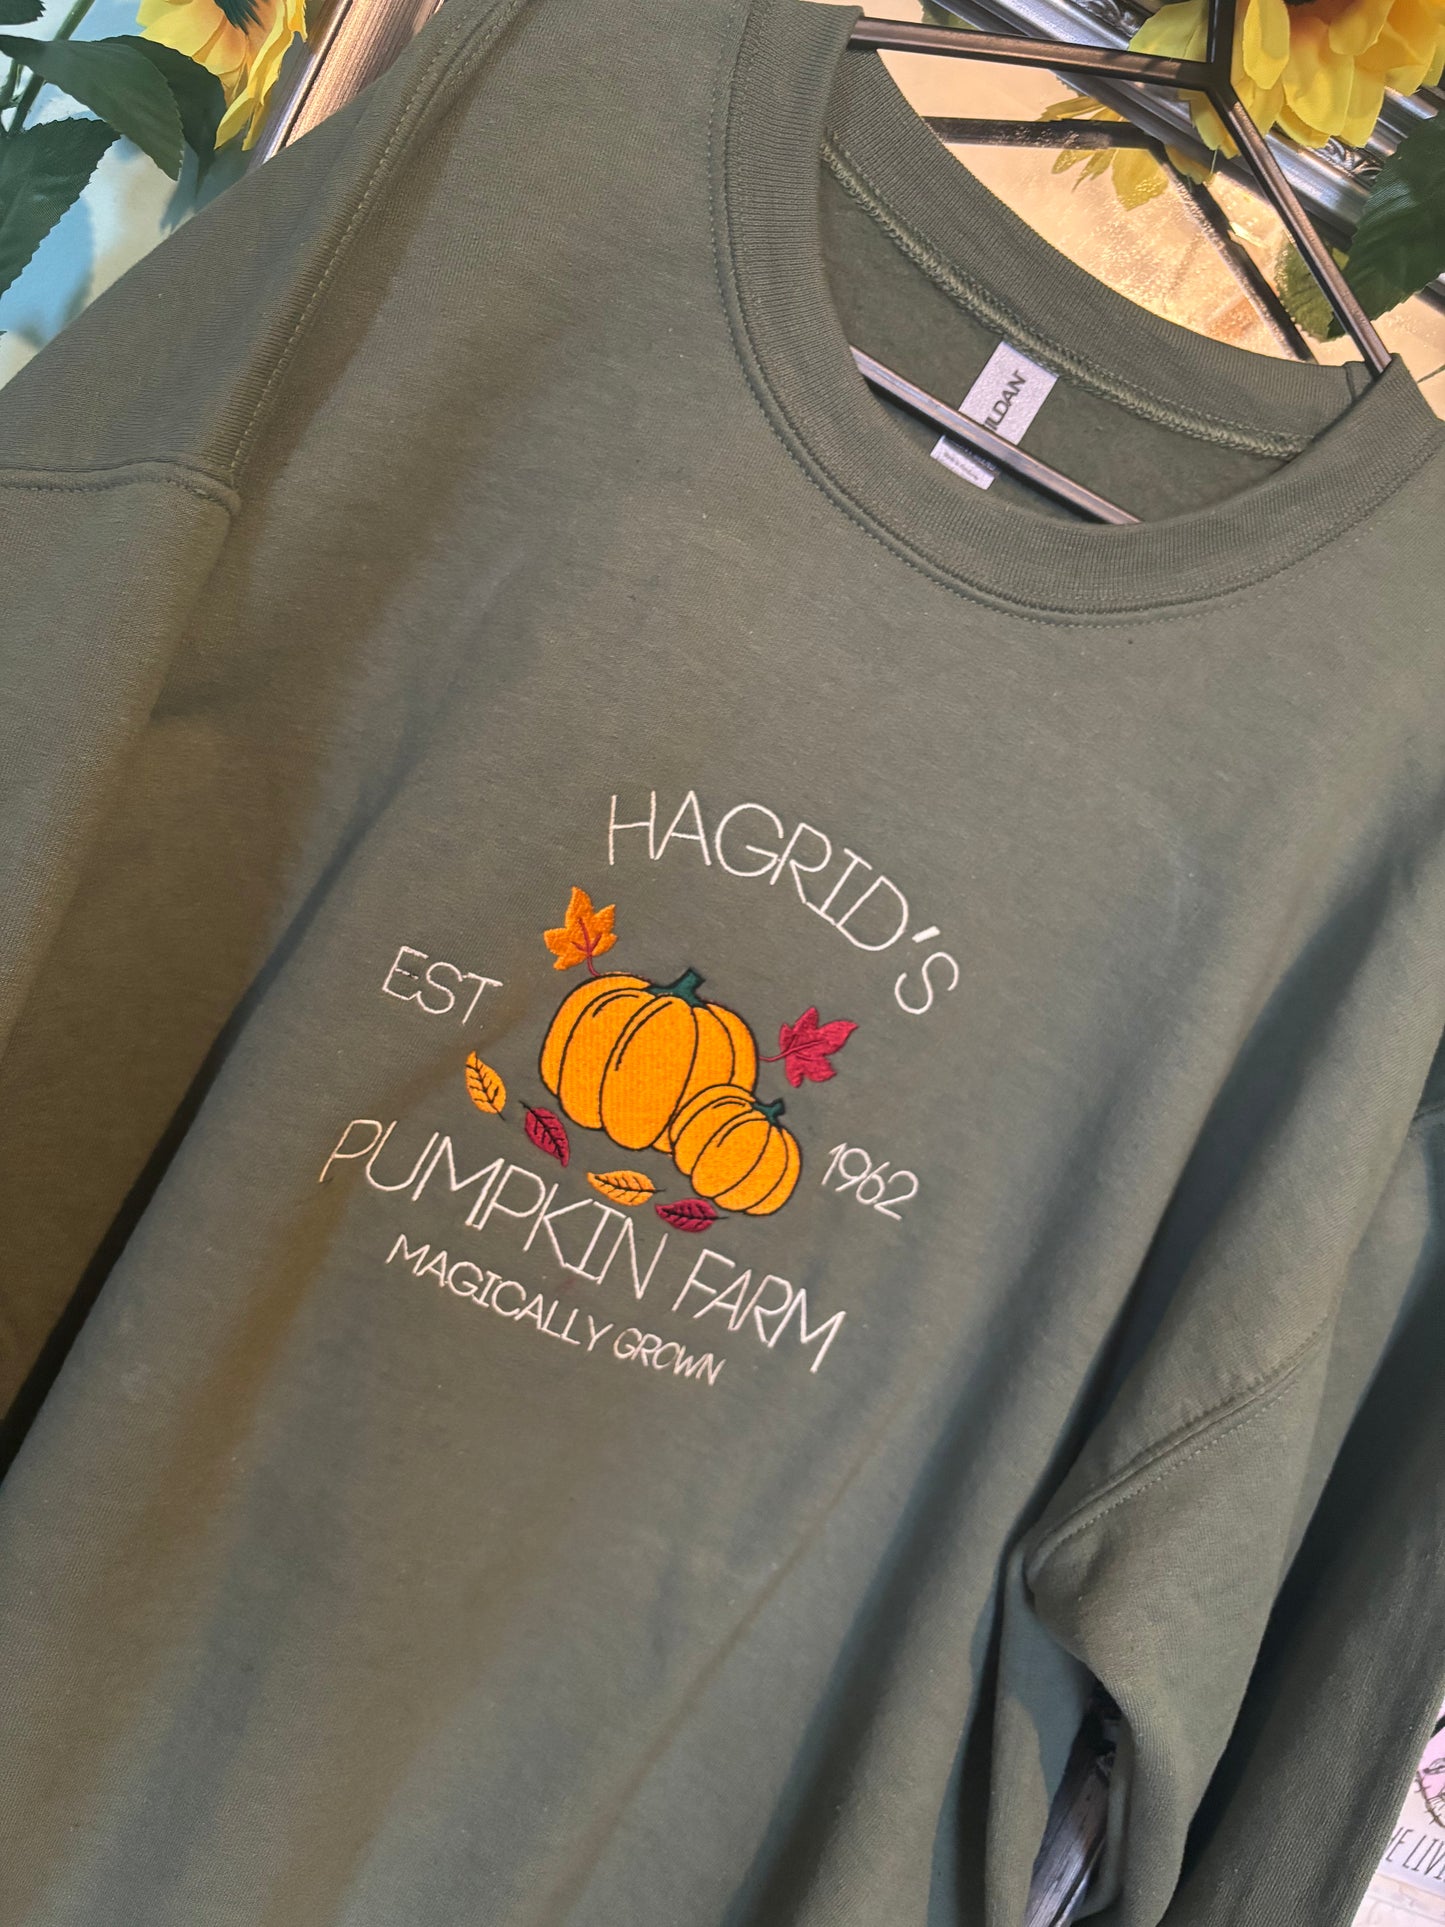 HAGRID'S
EST
1962
PUMPKIN FARM
MAGICALLY GROWN